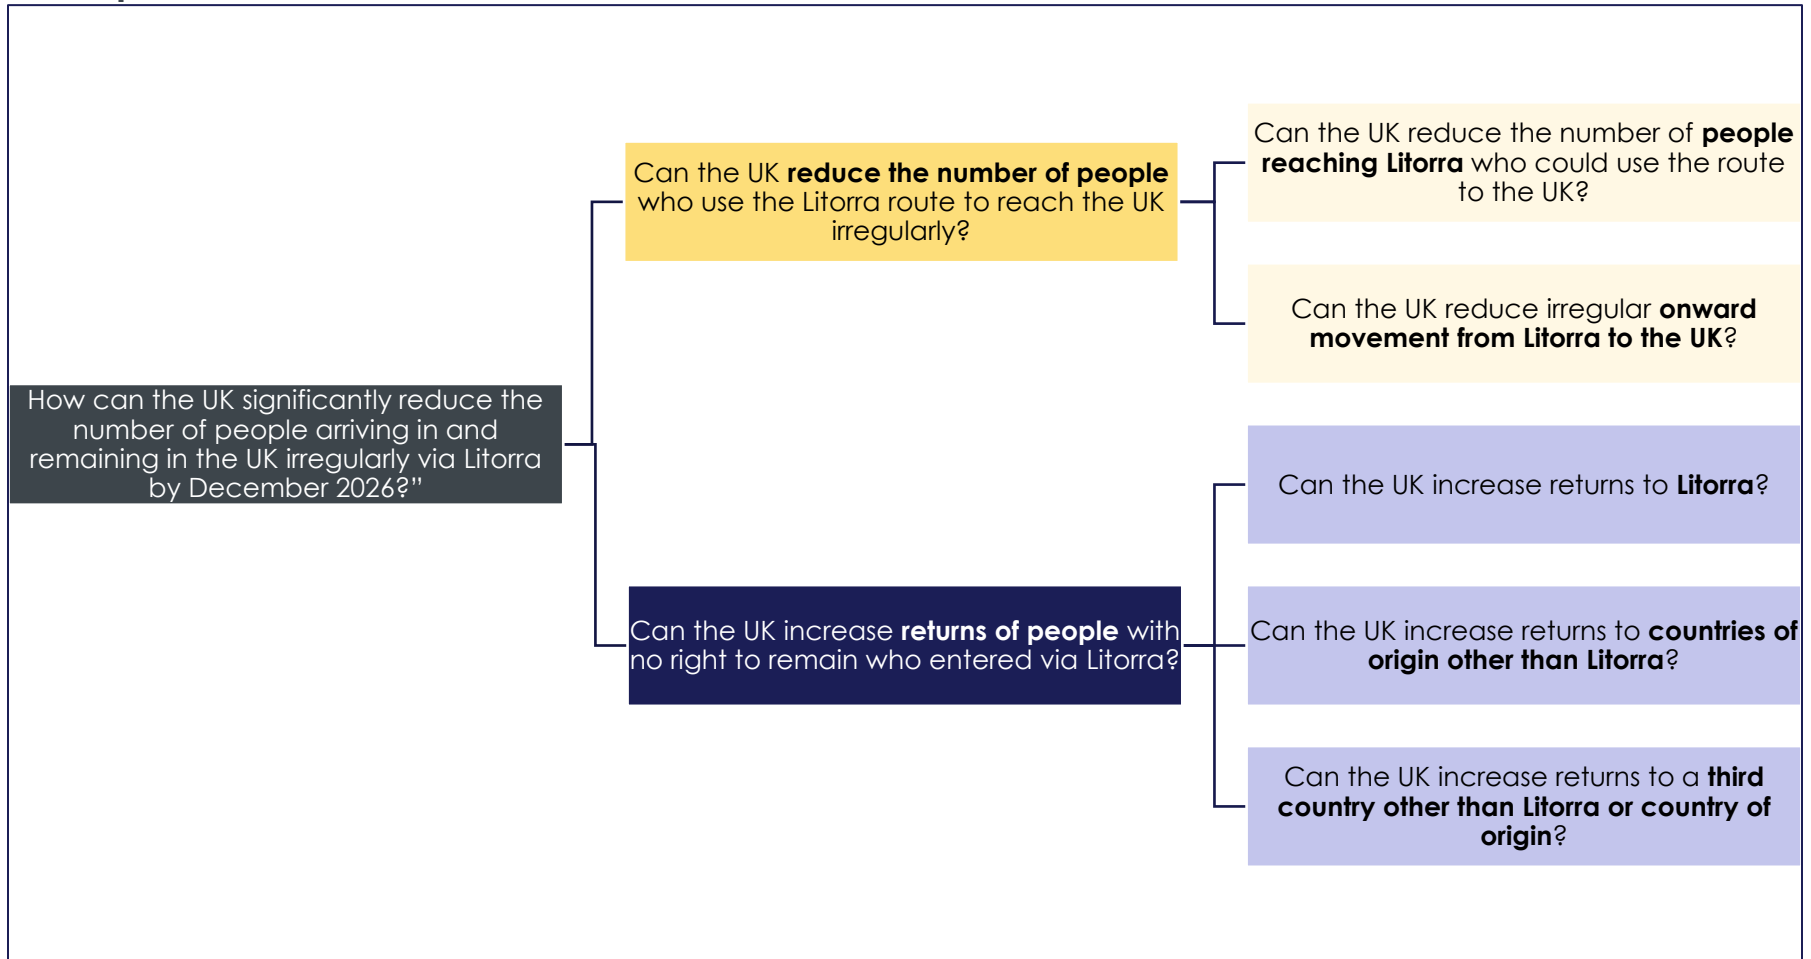 How can the UK significantly reduce the
number of people arriving in and
remaining in the UK irregularly via Litorra
by December 2026?”
Can the UK reduce the number of people
who use the Litorra route to reach the UK
irregularly?
Can the UK reduce the number of people
reaching Litorra who could use the route
to the UK?
Can the UK reduce irregular onward
movement from Litorra to the UK?
Can the UK increase returns of people with
no right to remain who entered via Litorra?
Can the UK increase returns to Litorra?
Can the UK increase returns to countries of
origin other than Litorra?
Can the UK increase returns to a third
country other than Litorra or country of
origin?